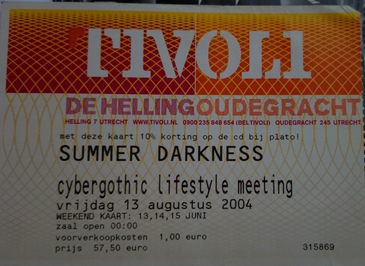 TIVOLI
DE HELLING OUDEGRACHT
HELLING 7 UTRECHT WWW.TIVOLI.NL 0900 235 848 654 (BELTIVOLI) OUDEGRACHT 245 UTRECHT
met deze kaart 10% korting op de cd bij plato!
SUMMER DARKNESS
cybergothic lifestyle meeting
vrijdag 13 augustus 2004
WEEKEND KAART: 13,14,15 JUNI
zaal open 00:00
voorverkoopkosten 1,00 euro
prijs 57,50 euro 315869